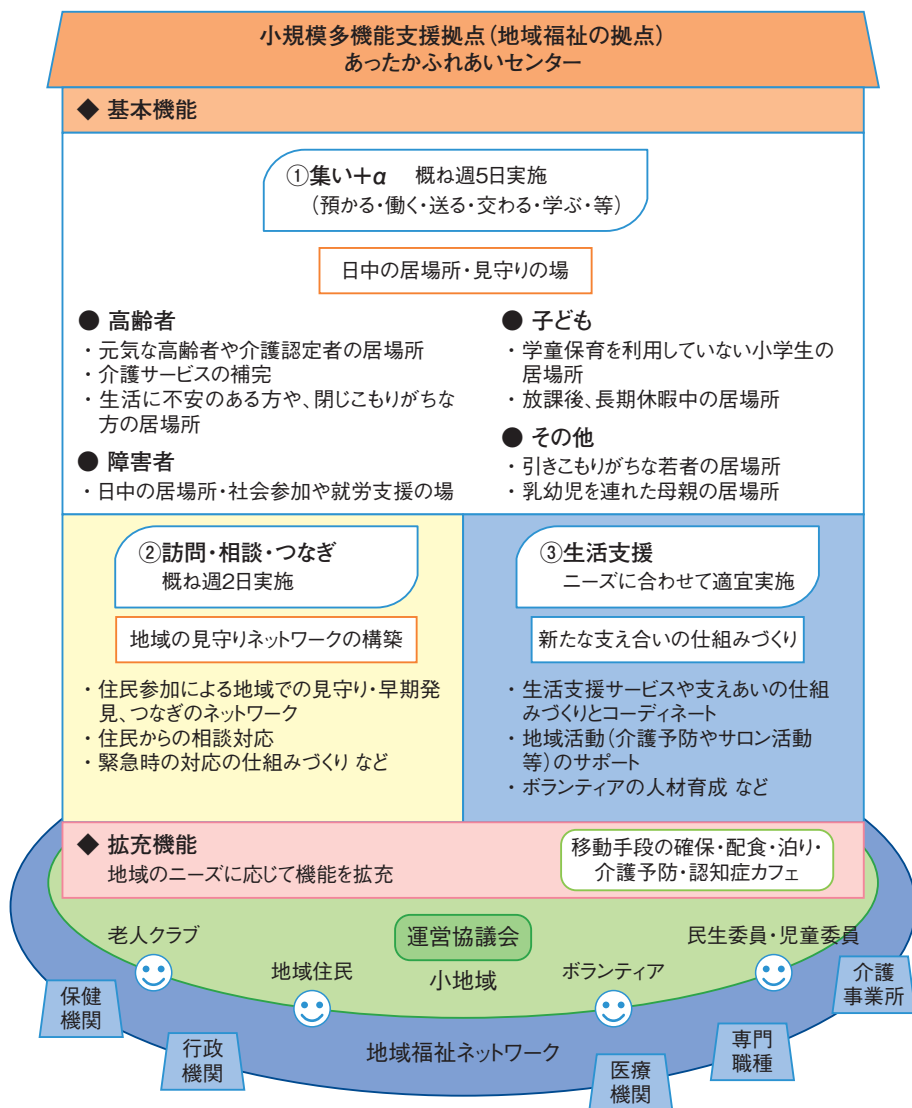 小規模多機能支援拠点(地域福祉の拠点)
あったかふれあいセンター
◆ 基本機能
①集い+α 概ね週5日実施
(預かる・働く・送る・交わる・学ぶ・等)
日中の居場所・見守りの場
● 高齢者
・元気な高齢者や介護認定者の居場所
・介護サービスの補完
・生活に不安のある方や、閉じこもりがちな
方の居場所
● 障害者
・日中の居場所・社会参加や就労支援の場
● 子ども
・学童保育を利用していない小学生の
居場所
・放課後、長期休暇中の居場所
● その他
・引きこもりがちな若者の居場所
・乳幼児を連れた母親の居場所
②訪問・相談・つなぎ
概ね週2日実施
地域の見守りネットワークの構築
・住民参加による地域での見守り・早期発
見、つなぎのネットワーク
・住民からの相談対応
・緊急時の対応の仕組みづくり など
③生活支援
ニーズに合わせて適宜実施
新たな支え合いの仕組みづくり
・生活支援サービスや支えあいの仕組
みづくりとコーディネート
・地域活動(介護予防やサロン活動
等)のサポート
・ボランティアの人材育成 など
◆ 拡充機能
地域のニーズに応じて機能を拡充
移動手段の確保・配食・泊り・
介護予防・認知症カフェ
老人クラブ
運営協議会
民生委員・児童委員
地域住民
小地域
ボランティア
保健
機関
介護
事業所
行政
機関
地域福祉ネットワーク
医療
機関
専門
職種